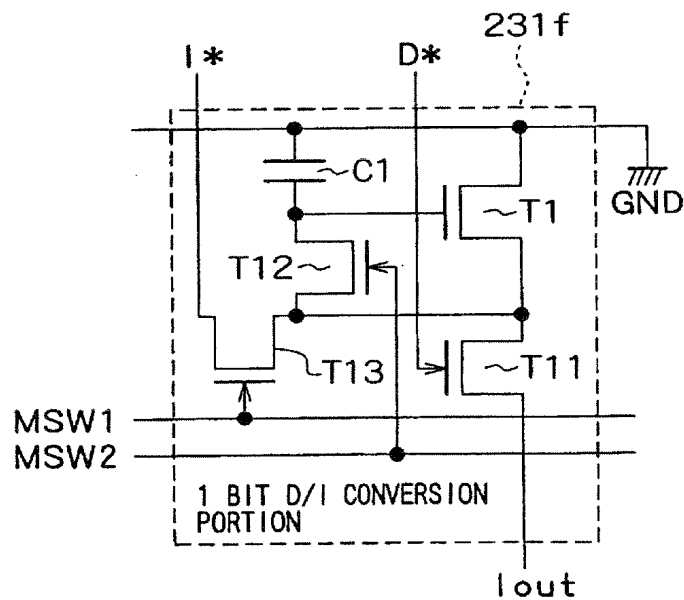 231f
I*
D*
C1
T1
GND
T12
T13
T11
MSW1
MSW2
1 BIT D/I CONVERSION
PORTION
Iout